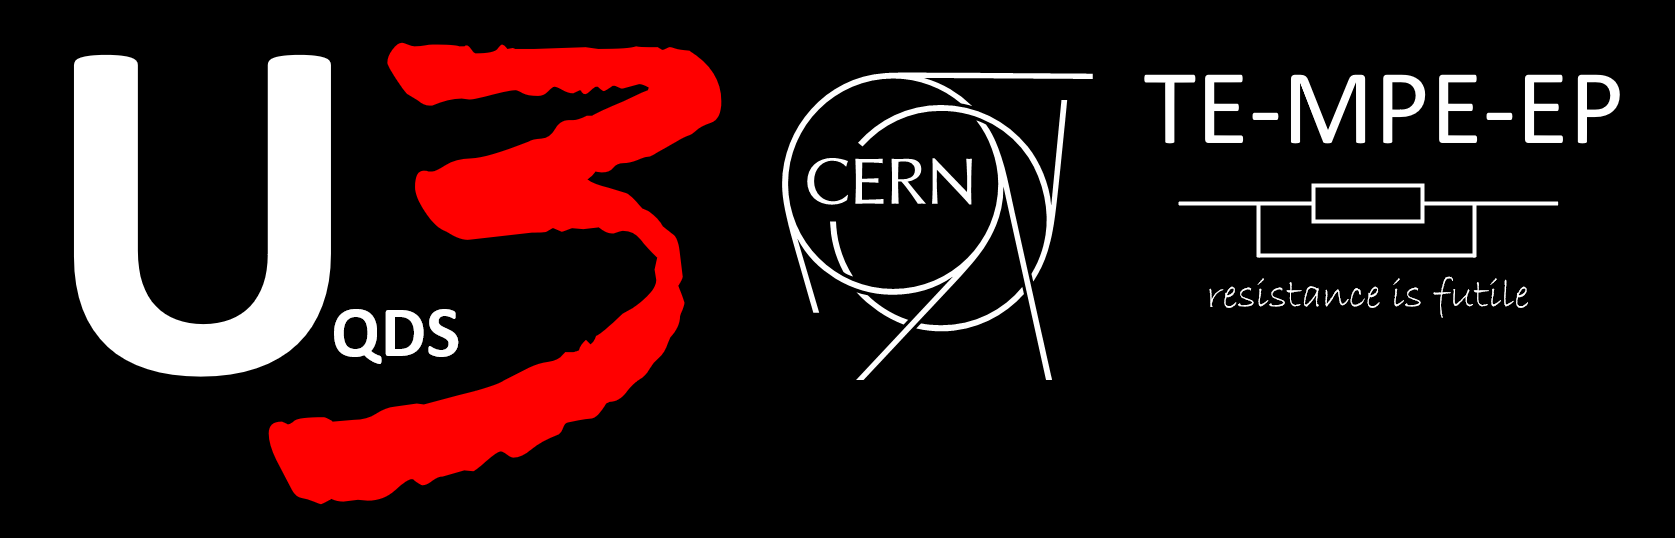 U3
QDS
CERN
TE-MPE-EP
resistance is futile